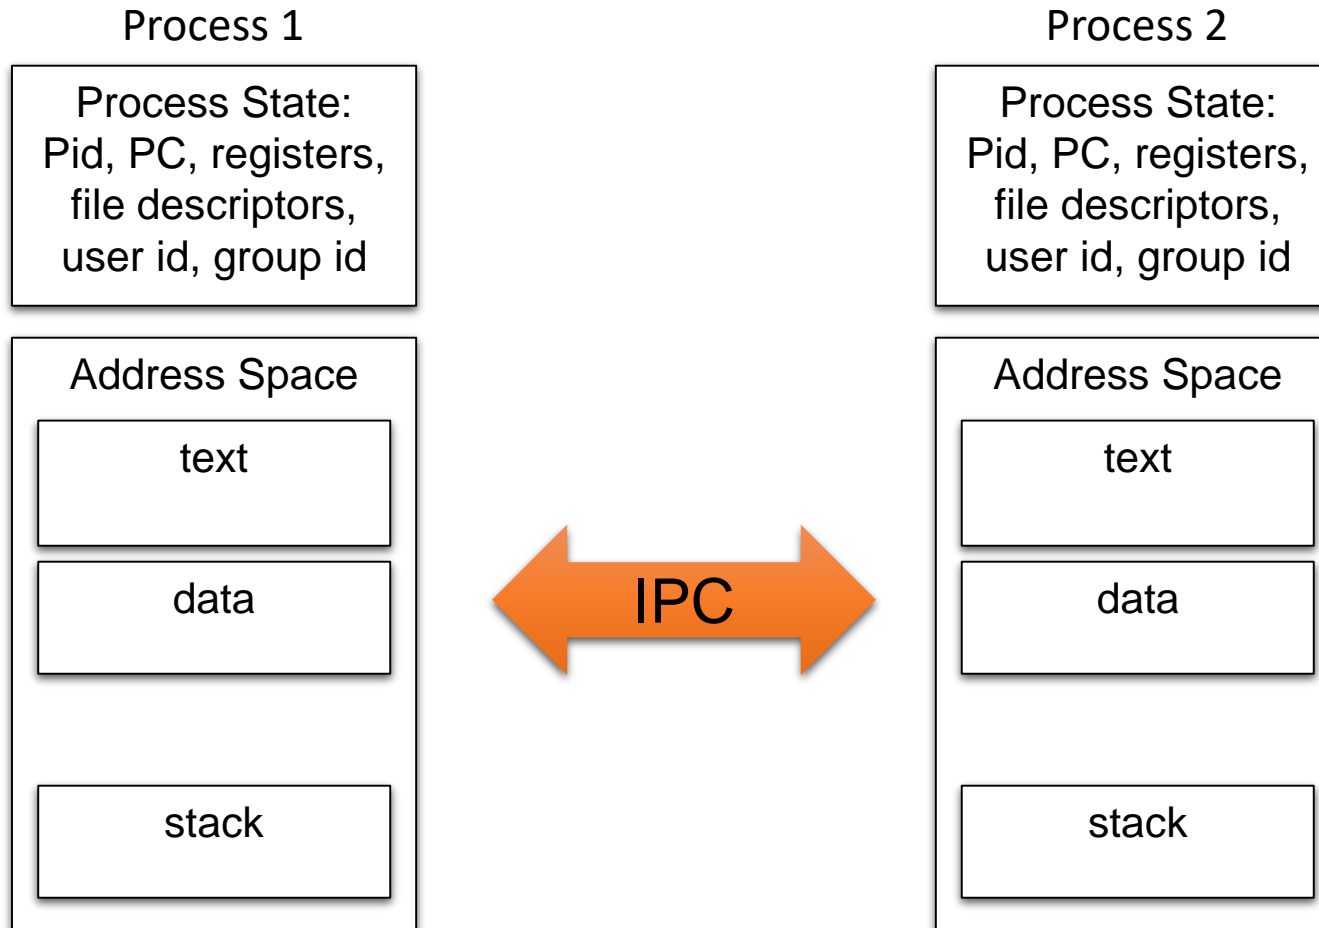 Process 1
Process State:
Pid, PC, registers,
file descriptors,
user id, group id
Address Space
text
data
stack
IPC
Process 2
Process State:
Pid, PC, registers,
file descriptors,
user id, group id
Address Space
text
data
stack